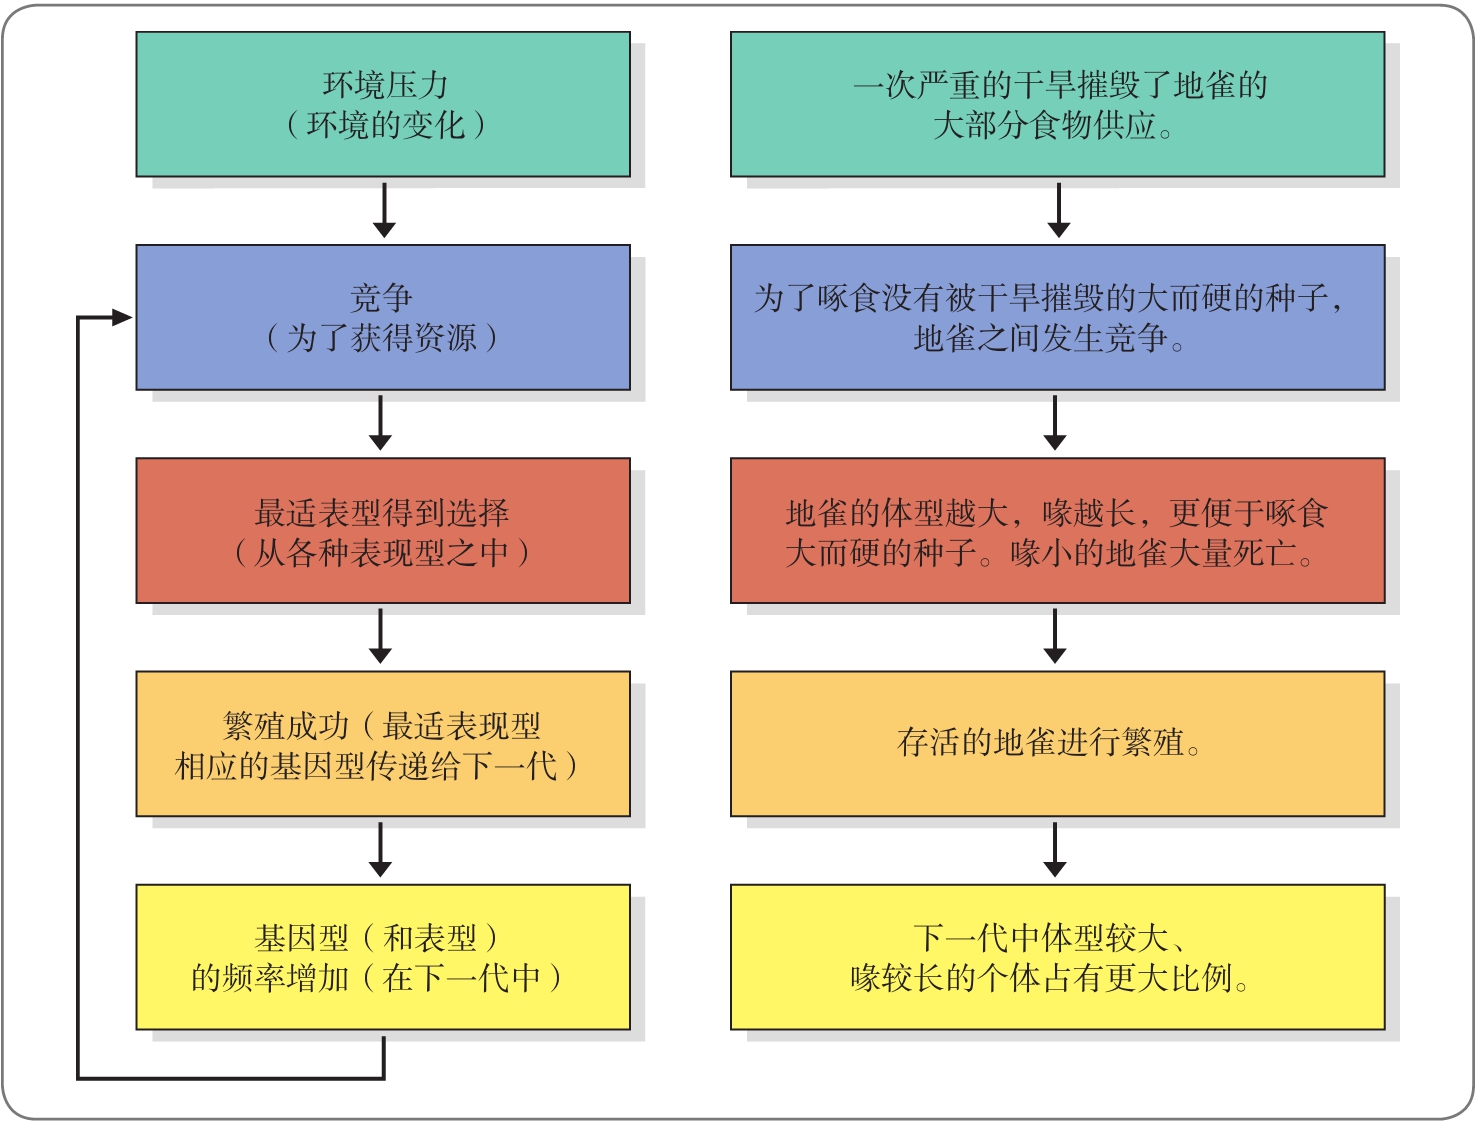 环境压力
（环境的变化）
竞争
（为了获得资源）
最适表型得到选择
（从各种表现型之中）
繁殖成功（最适表现型
相应的基因型传递给下一代）
基因型（和表型）
的频率增加（在下一代中）
一次严重的干旱摧毁了地雀的
大部分食物供应。
为了啄食没有被干旱摧毁的大而硬的种子，
地雀之间发生竞争。
地雀的体型越大，喙越长，更便于啄食
大而硬的种子。喙小的地雀大量死亡。
存活的地雀进行繁殖。
下一代中体型较大、
喙较长的个体占有更大比例。